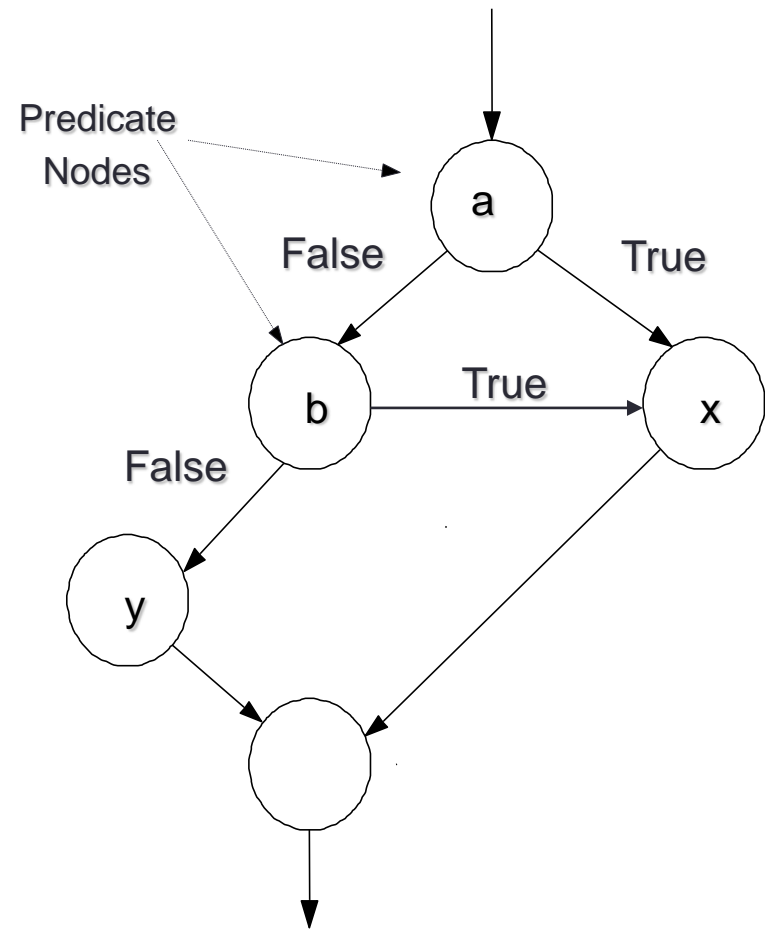 Predicate
Nodes
a
False
True
b
True
x
False
y